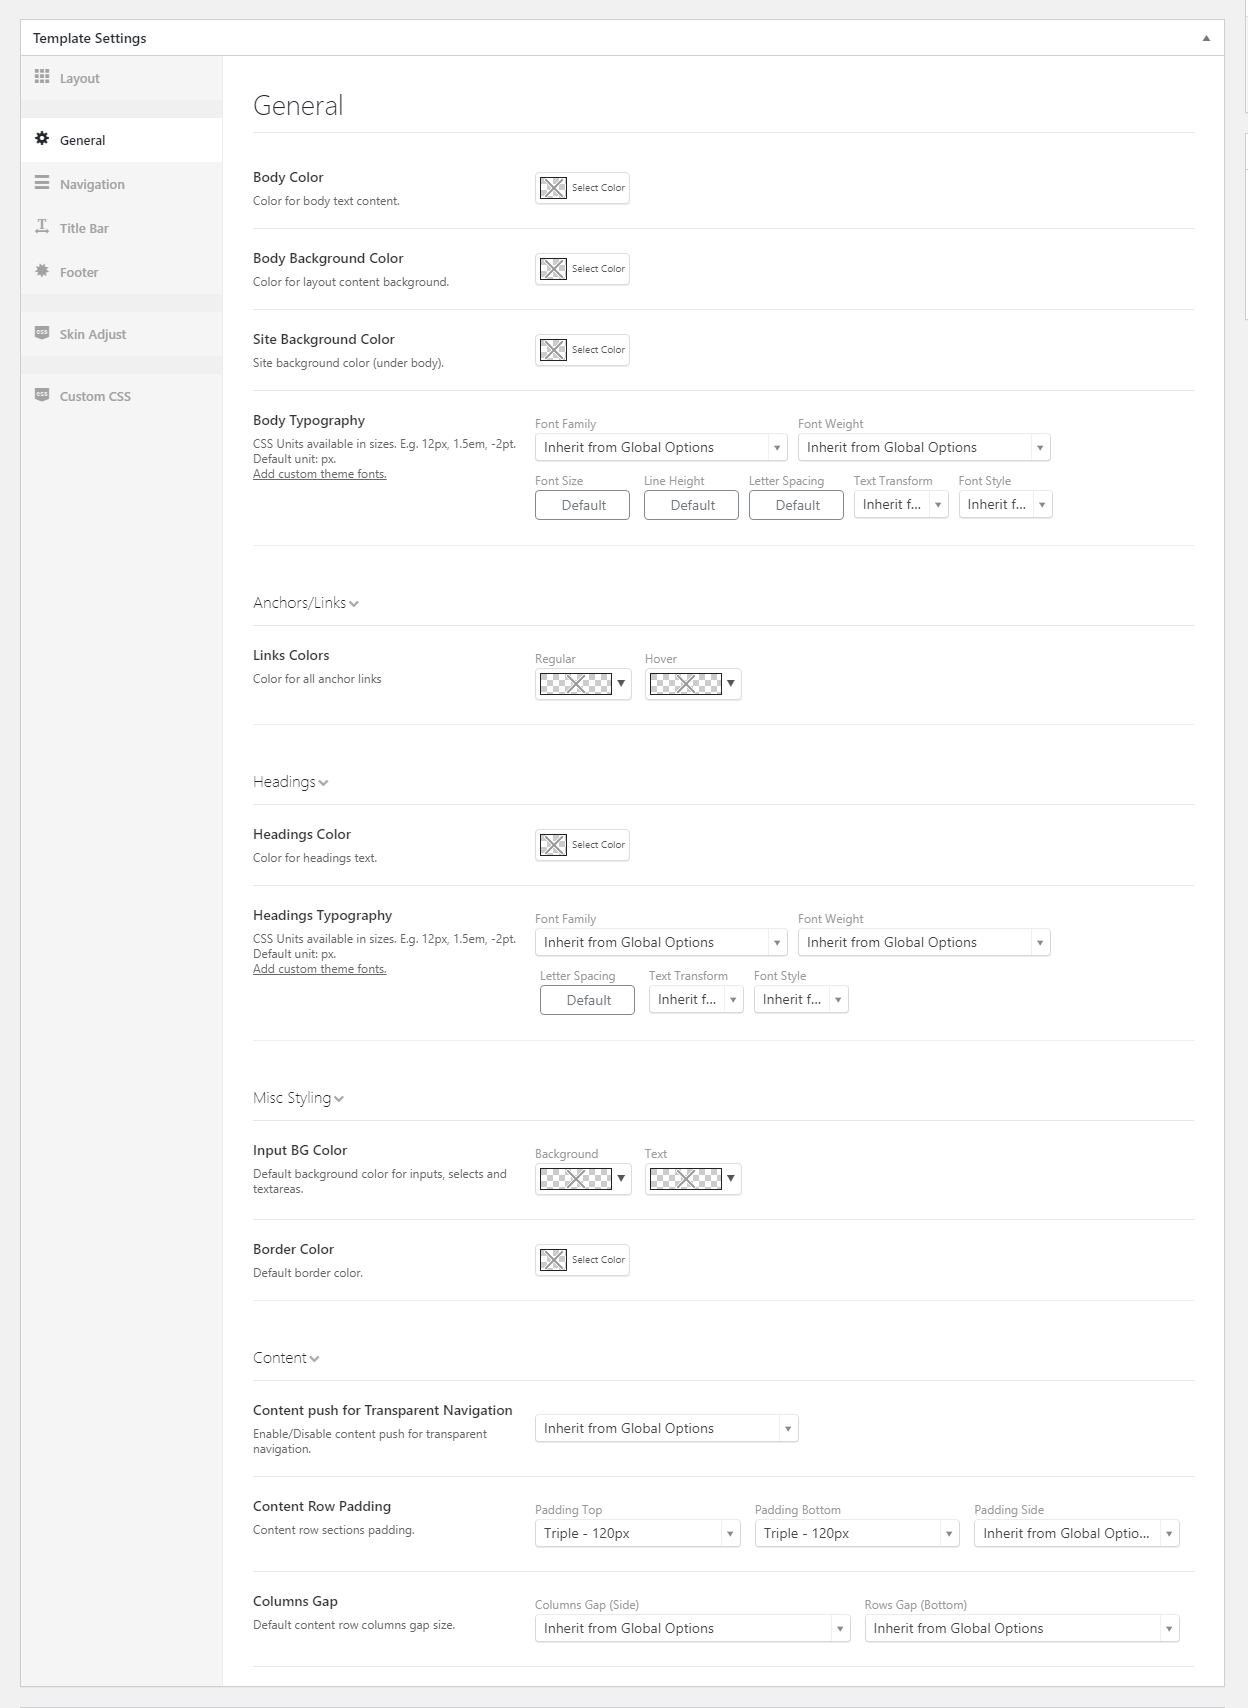 Template Settings
Layout
General
Navigation
Title Bar
Footer
Skin Adjust
Custom CSS
General
Body Color
Color for body text content.
Select Color
Body Background Color
Color for layout content background.
Select Color
Site Background Color
Site background color (under body).
Select Color
Body Typography
CSS Units available in sizes. E.g. 12px, 1.5em, -2pt.
Default unit: px.
Add custom theme fonts.
Font Family Font Weight
Inherit from Global Options Inherit from Global Options
Font Size Line Height Letter Spacing Text Transform Font Style
Default Default Default Inherit f... Inherit f...
Anchors/Links
Links Colors
Color for all anchor links
Regular Hover
Headings
Headings Color
Color for headings text.
Select Color
Headings Typography
CSS Units available in sizes. E.g. 12px, 1.5em, -2pt.
Default unit: px.
Add custom theme fonts.
Font Family Font Weight
Inherit from Global Options Inherit from Global Options
Letter Spacing Text Transform Font Style
Default Inherit f... Inherit f...
Misc Styling
Input BG Color
Default background color for inputs, selects and
textareas.
Background Text
Border Color
Default border color.
Select Color
Content
Content push for Transparent Navigation
Enable/Disable content push for transparent
navigation.
Inherit from Global Options
Content Row Padding
Content row sections padding.
Padding Top Padding Bottom Padding Side
Triple - 120px Triple - 120px Inherit from Global Optio...
Columns Gap
Default content row columns gap size.
Columns Gap (Side) Rows Gap (Bottom)
Inherit from Global Options Inherit from Global Options